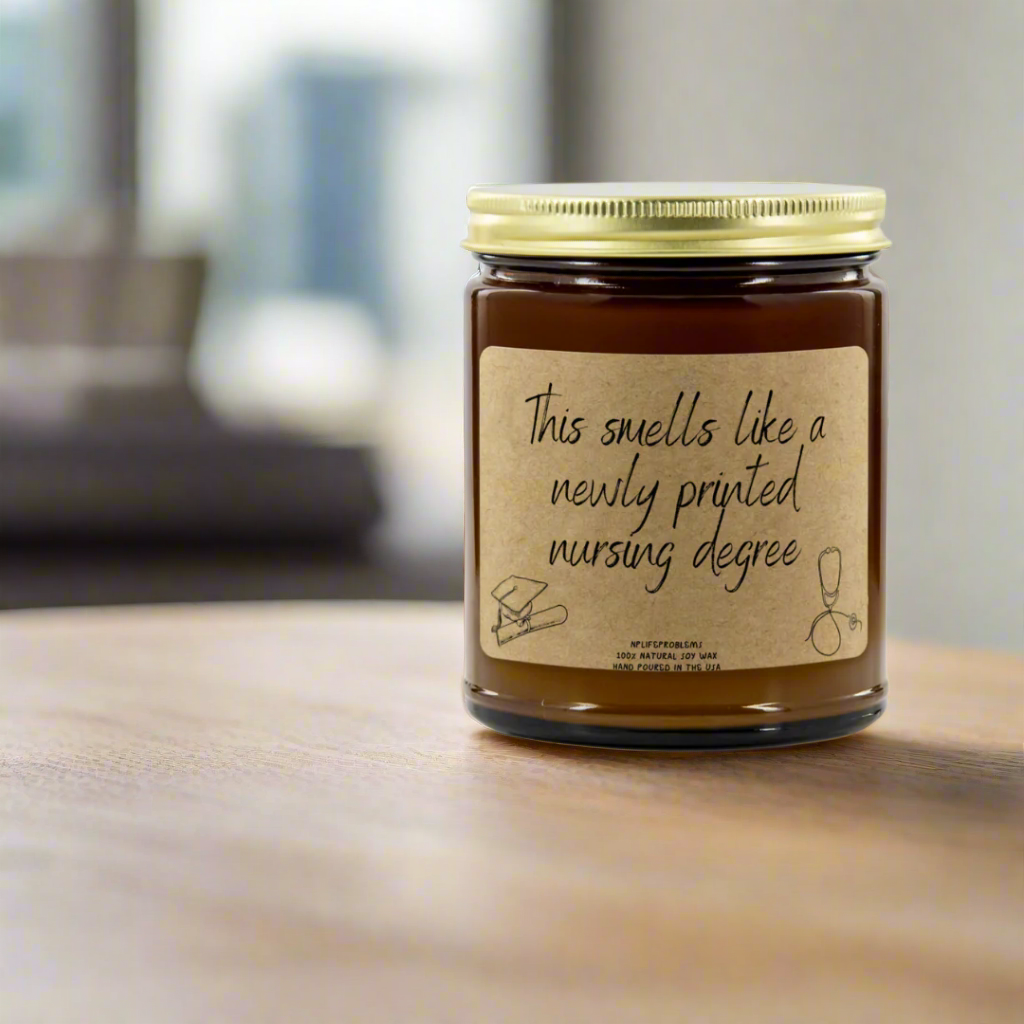 This smells like a
newly printed
nursing degree
NPLIFEPROBLEMS
100% NATURAL SOY WAX
HAND POURED IN THE USA